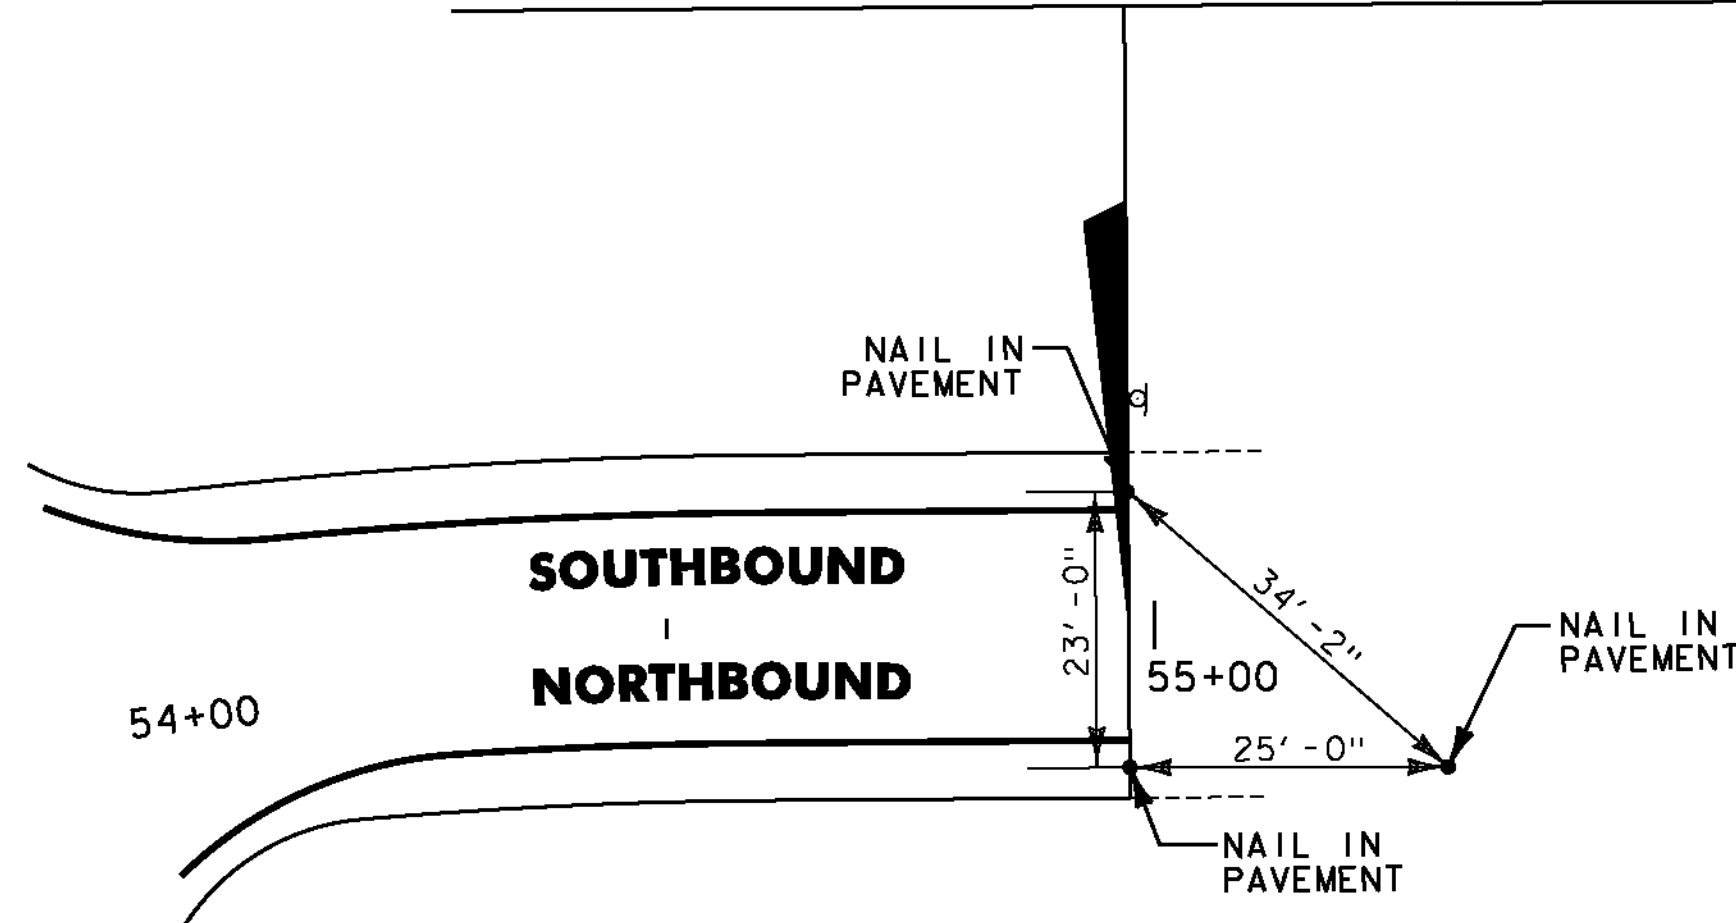 NAIL IN
PAVEMENT
SOUTHBOUND
NORTHBOUND
54+00
23'-0"
34'-2"
55+00
25'-0"
NAIL IN
PAVEMENT
NAIL IN
PAVEMENT